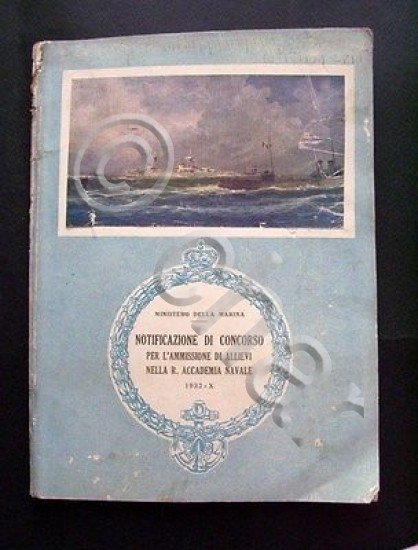 MINISTERO DELLA MARINA
NOTIFICAZIONE DI CONCORSO
PER L'AMMISSIONE DI ALLIEVI
NELLA R. ACCADEMIA NAVALE
1932-X